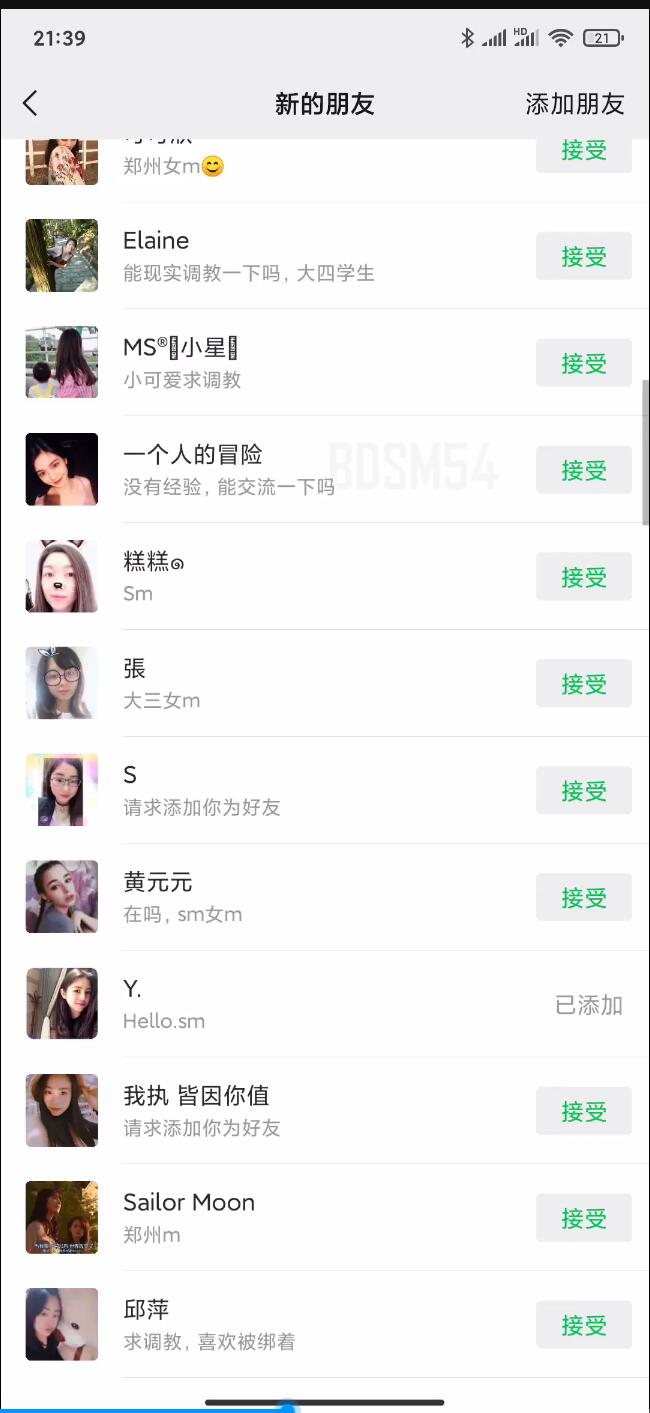 21:39
HD
21
新的朋友
添加朋友
郑州女m😊
接受
Elaine
能现实调教一下吗，大四学生
接受
MS®小星
小可爱求调教
接受
一个人的冒险
没有经验，能交流一下吗
接受
BDSM54
糕糕๑
Sm
接受
張
大三女m
接受
S
请求添加你为好友
接受
黄元元
在吗，sm女m
接受
Y.
Hello.sm
已添加
我执 皆因你值
请求添加你为好友
接受
Sailor Moon
郑州m
接受
邱萍
求调教，喜欢被绑着
接受